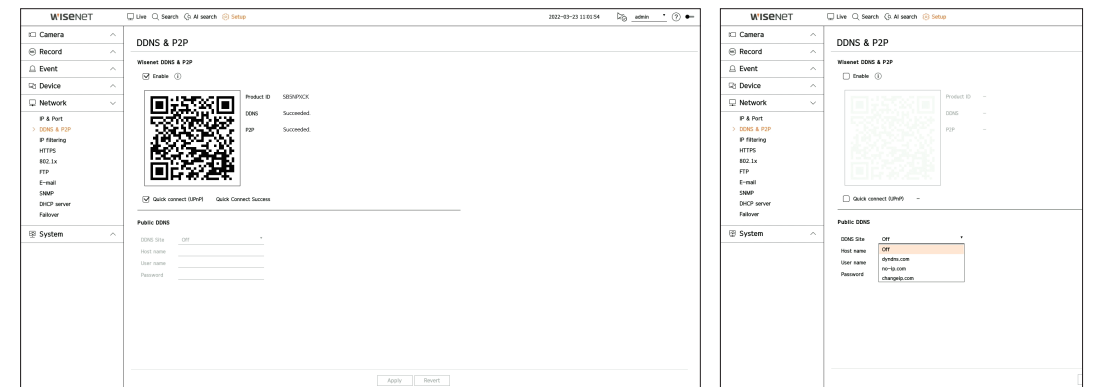 WISENET Live Search AI search Setup 2022-03-23 11:01:54 admin ?
Camera
Record
Event
Device
Network
IP & Port
DDNS & P2P
IP filtering
HTTPS
802.1x
FTP
E-mail
SNMP
DHCP server
Failover
System
DDNS & P2P
Wisenet DDNS & P2P
Enable
Product ID SBSNPXCK
DDNS Succeeded.
P2P Succeeded.
Quick connect (UPnP) Quick Connect Success
Public DDNS
DDNS Site Off
Host name
User name
Password
Apply Revert
WISENET Live Search AI search Setup
Camera
Record
Event
Device
Network
IP & Port
DDNS & P2P
IP filtering
HTTPS
802.1x
FTP
E-mail
SNMP
DHCP server
Failover
System
DDNS & P2P
Wisenet DDNS & P2P
Enable
Product ID –
DDNS –
P2P –
Quick connect (UPnP) –
Public DDNS
DDNS Site Off
Host name Off
User name dyndns.com
no-ip.com
Password changeip.com